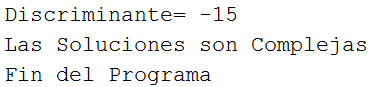 Discriminante= -15
Las Soluciones son Complejas
Fin del Programa